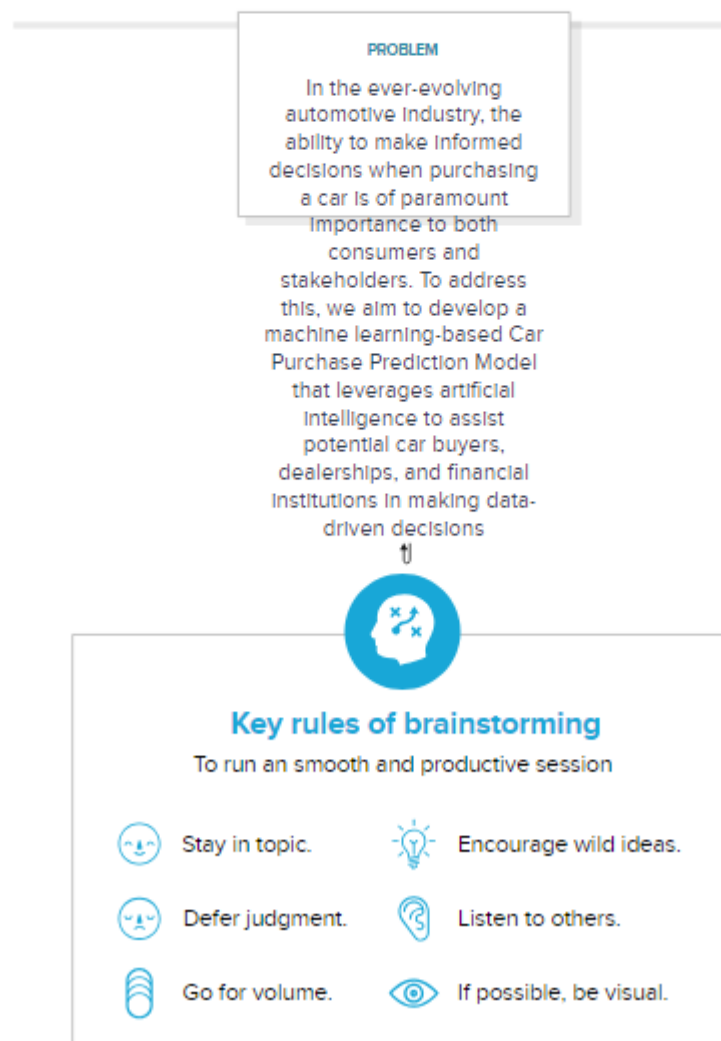 PROBLEM
In the ever-evolving
automotive industry, the
ability to make informed
decisions when purchasing
a car is of paramount
importance to both
consumers and
stakeholders. To address
this, we aim to develop a
machine learning-based Car
Purchase Prediction Model
that leverages artificial
intelligence to assist
potential car buyers,
dealerships, and financial
institutions in making data-
driven decisions
Key rules of brainstorming
To run an smooth and productive session
Stay in topic.
Encourage wild ideas.
Defer judgment.
Listen to others.
Go for volume.
If possible, be visual.